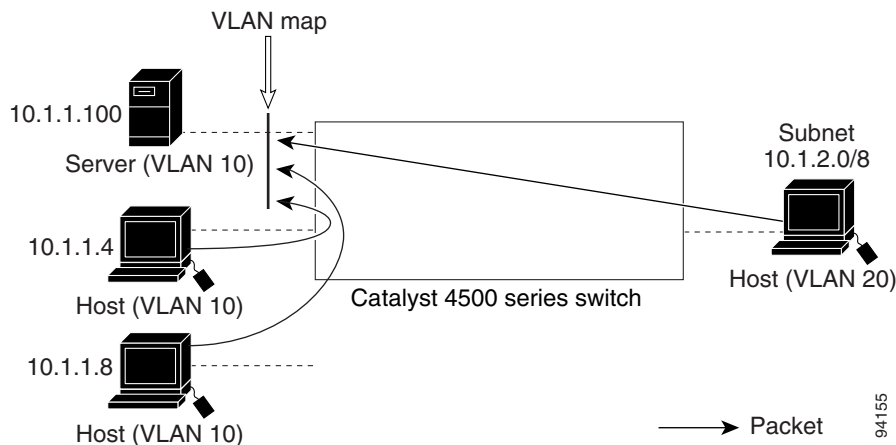 VLAN map
10.1.1.100
Server (VLAN 10)
Subnet
10.1.2.0/8
10.1.1.4
Host (VLAN 10)
Host (VLAN 20)
Catalyst 4500 series switch
10.1.1.8
Host (VLAN 10)
Packet
94155